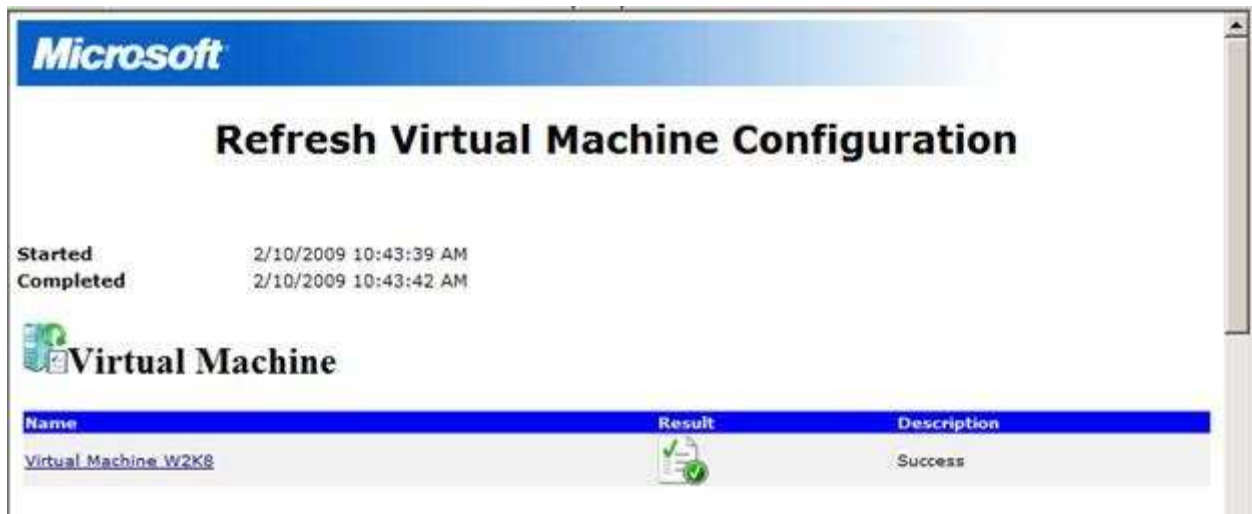 Microsoft
Refresh Virtual Machine Configuration
Started 2/10/2009 10:43:39 AM
Completed 2/10/2009 10:43:42 AM
Virtual Machine
Name Result Description
Virtual Machine W2K8 Success